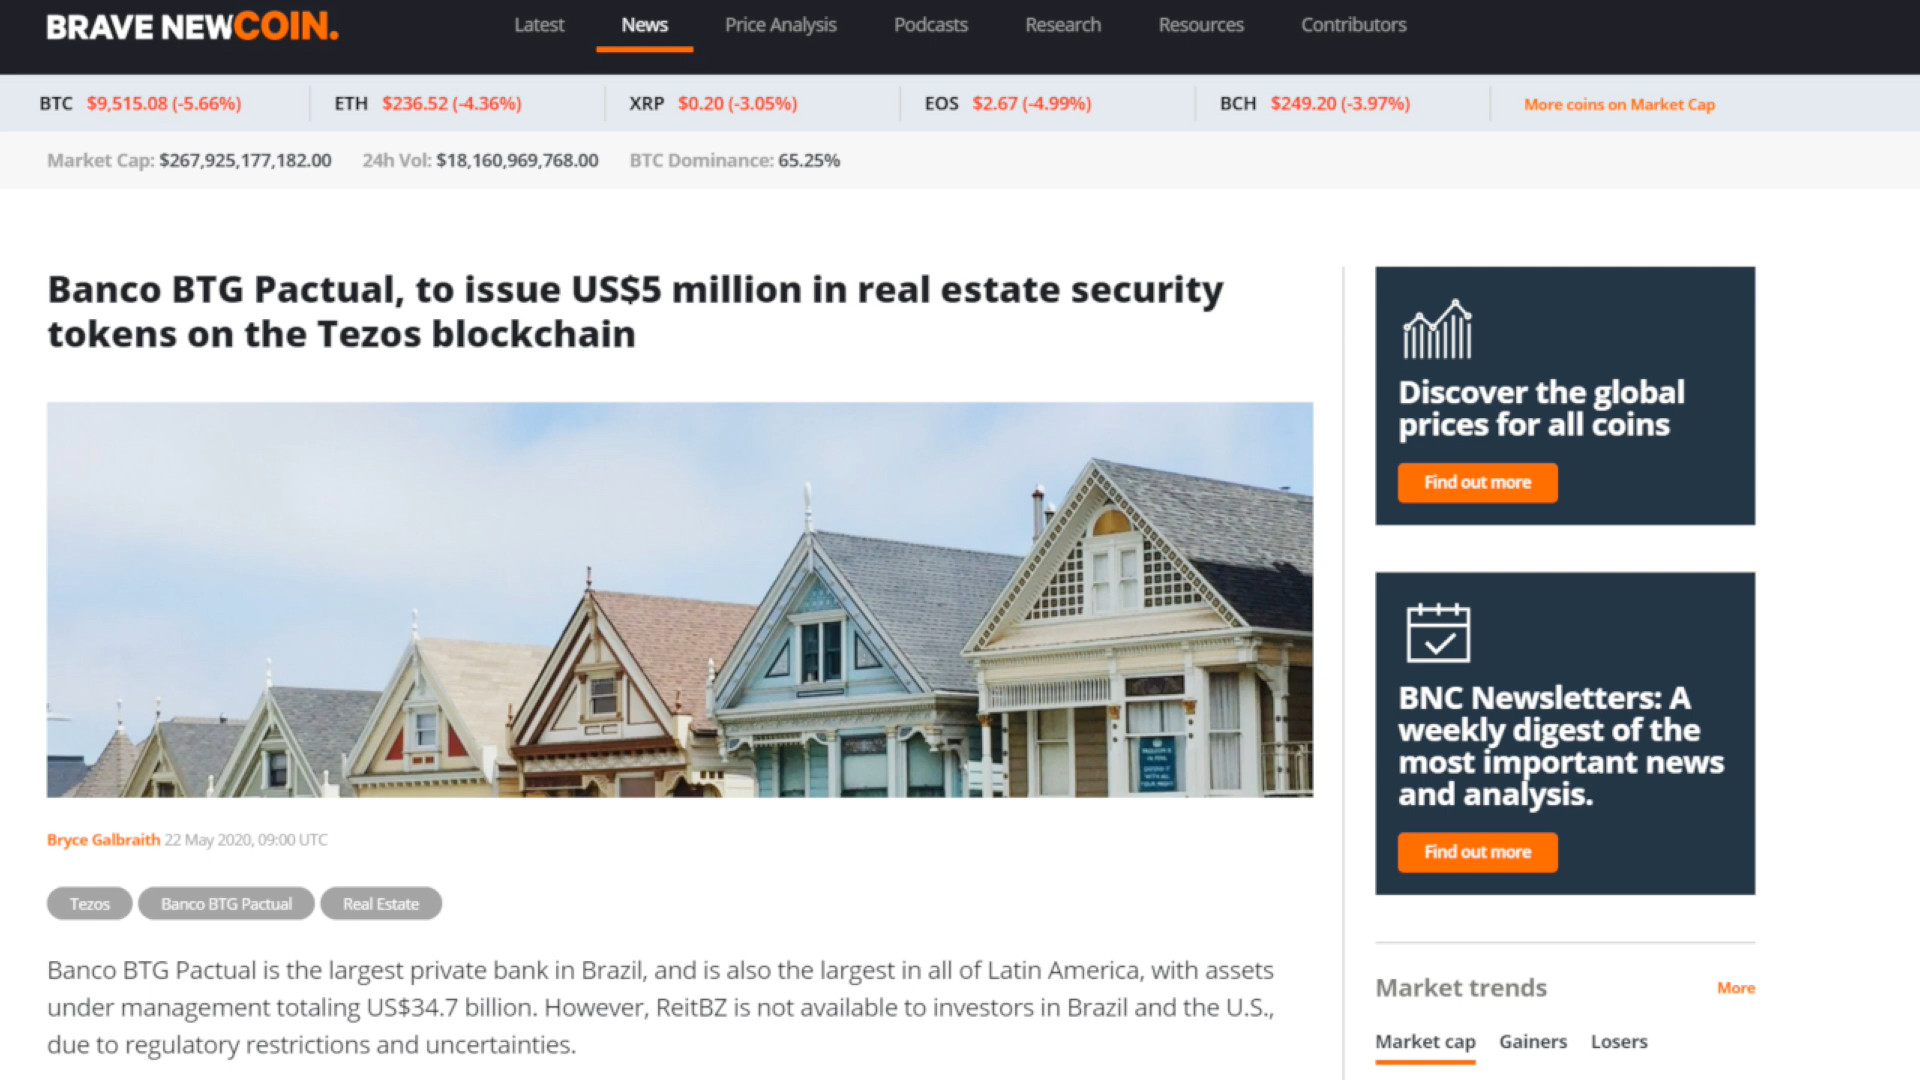 BRAVE NEWCOIN.
Latest
News
Price Analysis
Podcasts
Research
Resources
Contributors
BTC $9,515.08 (-5.66%)
ETH $236.52 (-4.36%)
XRP $0.20 (-3.05%)
EOS $2.67 (-4.99%)
BCH $249.20 (-3.97%)
More coins on Market Cap
Market Cap: $267,925,177,182.00
24h Vol: $18,160,969,768.00
BTC Dominance: 65.25%
Banco BTG Pactual, to issue US$5 million in real estate security
tokens on the Tezos blockchain
Bryce Galbraith 22 May 2020, 09:00 UTC
Tezos
Banco BTG Pactual
Real Estate
Banco BTG Pactual is the largest private bank in Brazil, and is also the largest in all of Latin America, with assets
under management totaling US$34.7 billion. However, ReitBZ is not available to investors in Brazil and the U.S.,
due to regulatory restrictions and uncertainties.
Discover the global
prices for all coins
Find out more
BNC Newsletters: A
weekly digest of the
most important news
and analysis.
Find out more
Market trends
More
Market cap
Gainers
Losers